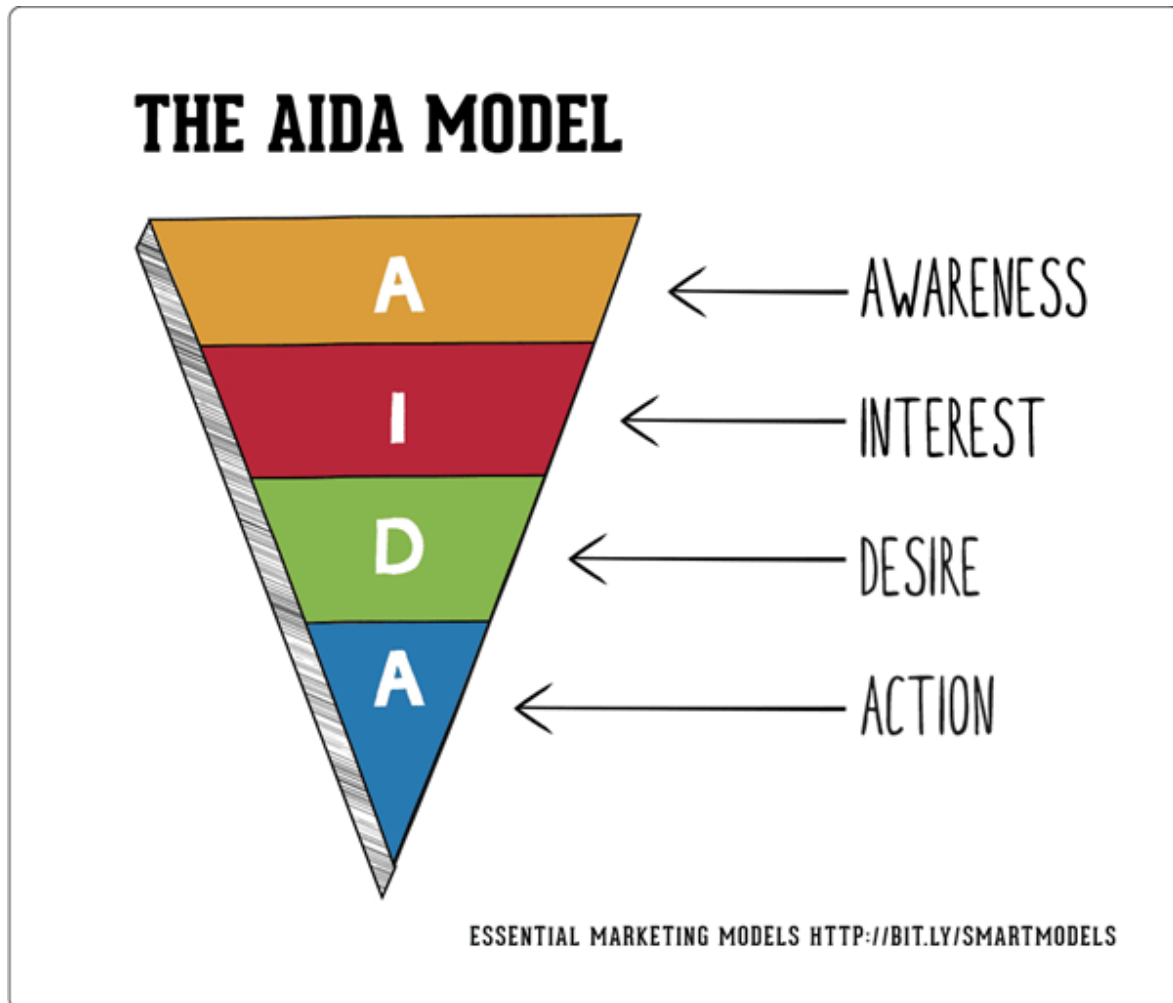 THE AIDA MODEL
A
AWARENESS
I
INTEREST
D
DESIRE
A
ACTION
ESSENTIAL MARKETING MODELS HTTP://BIT.LY/SMARTMODELS